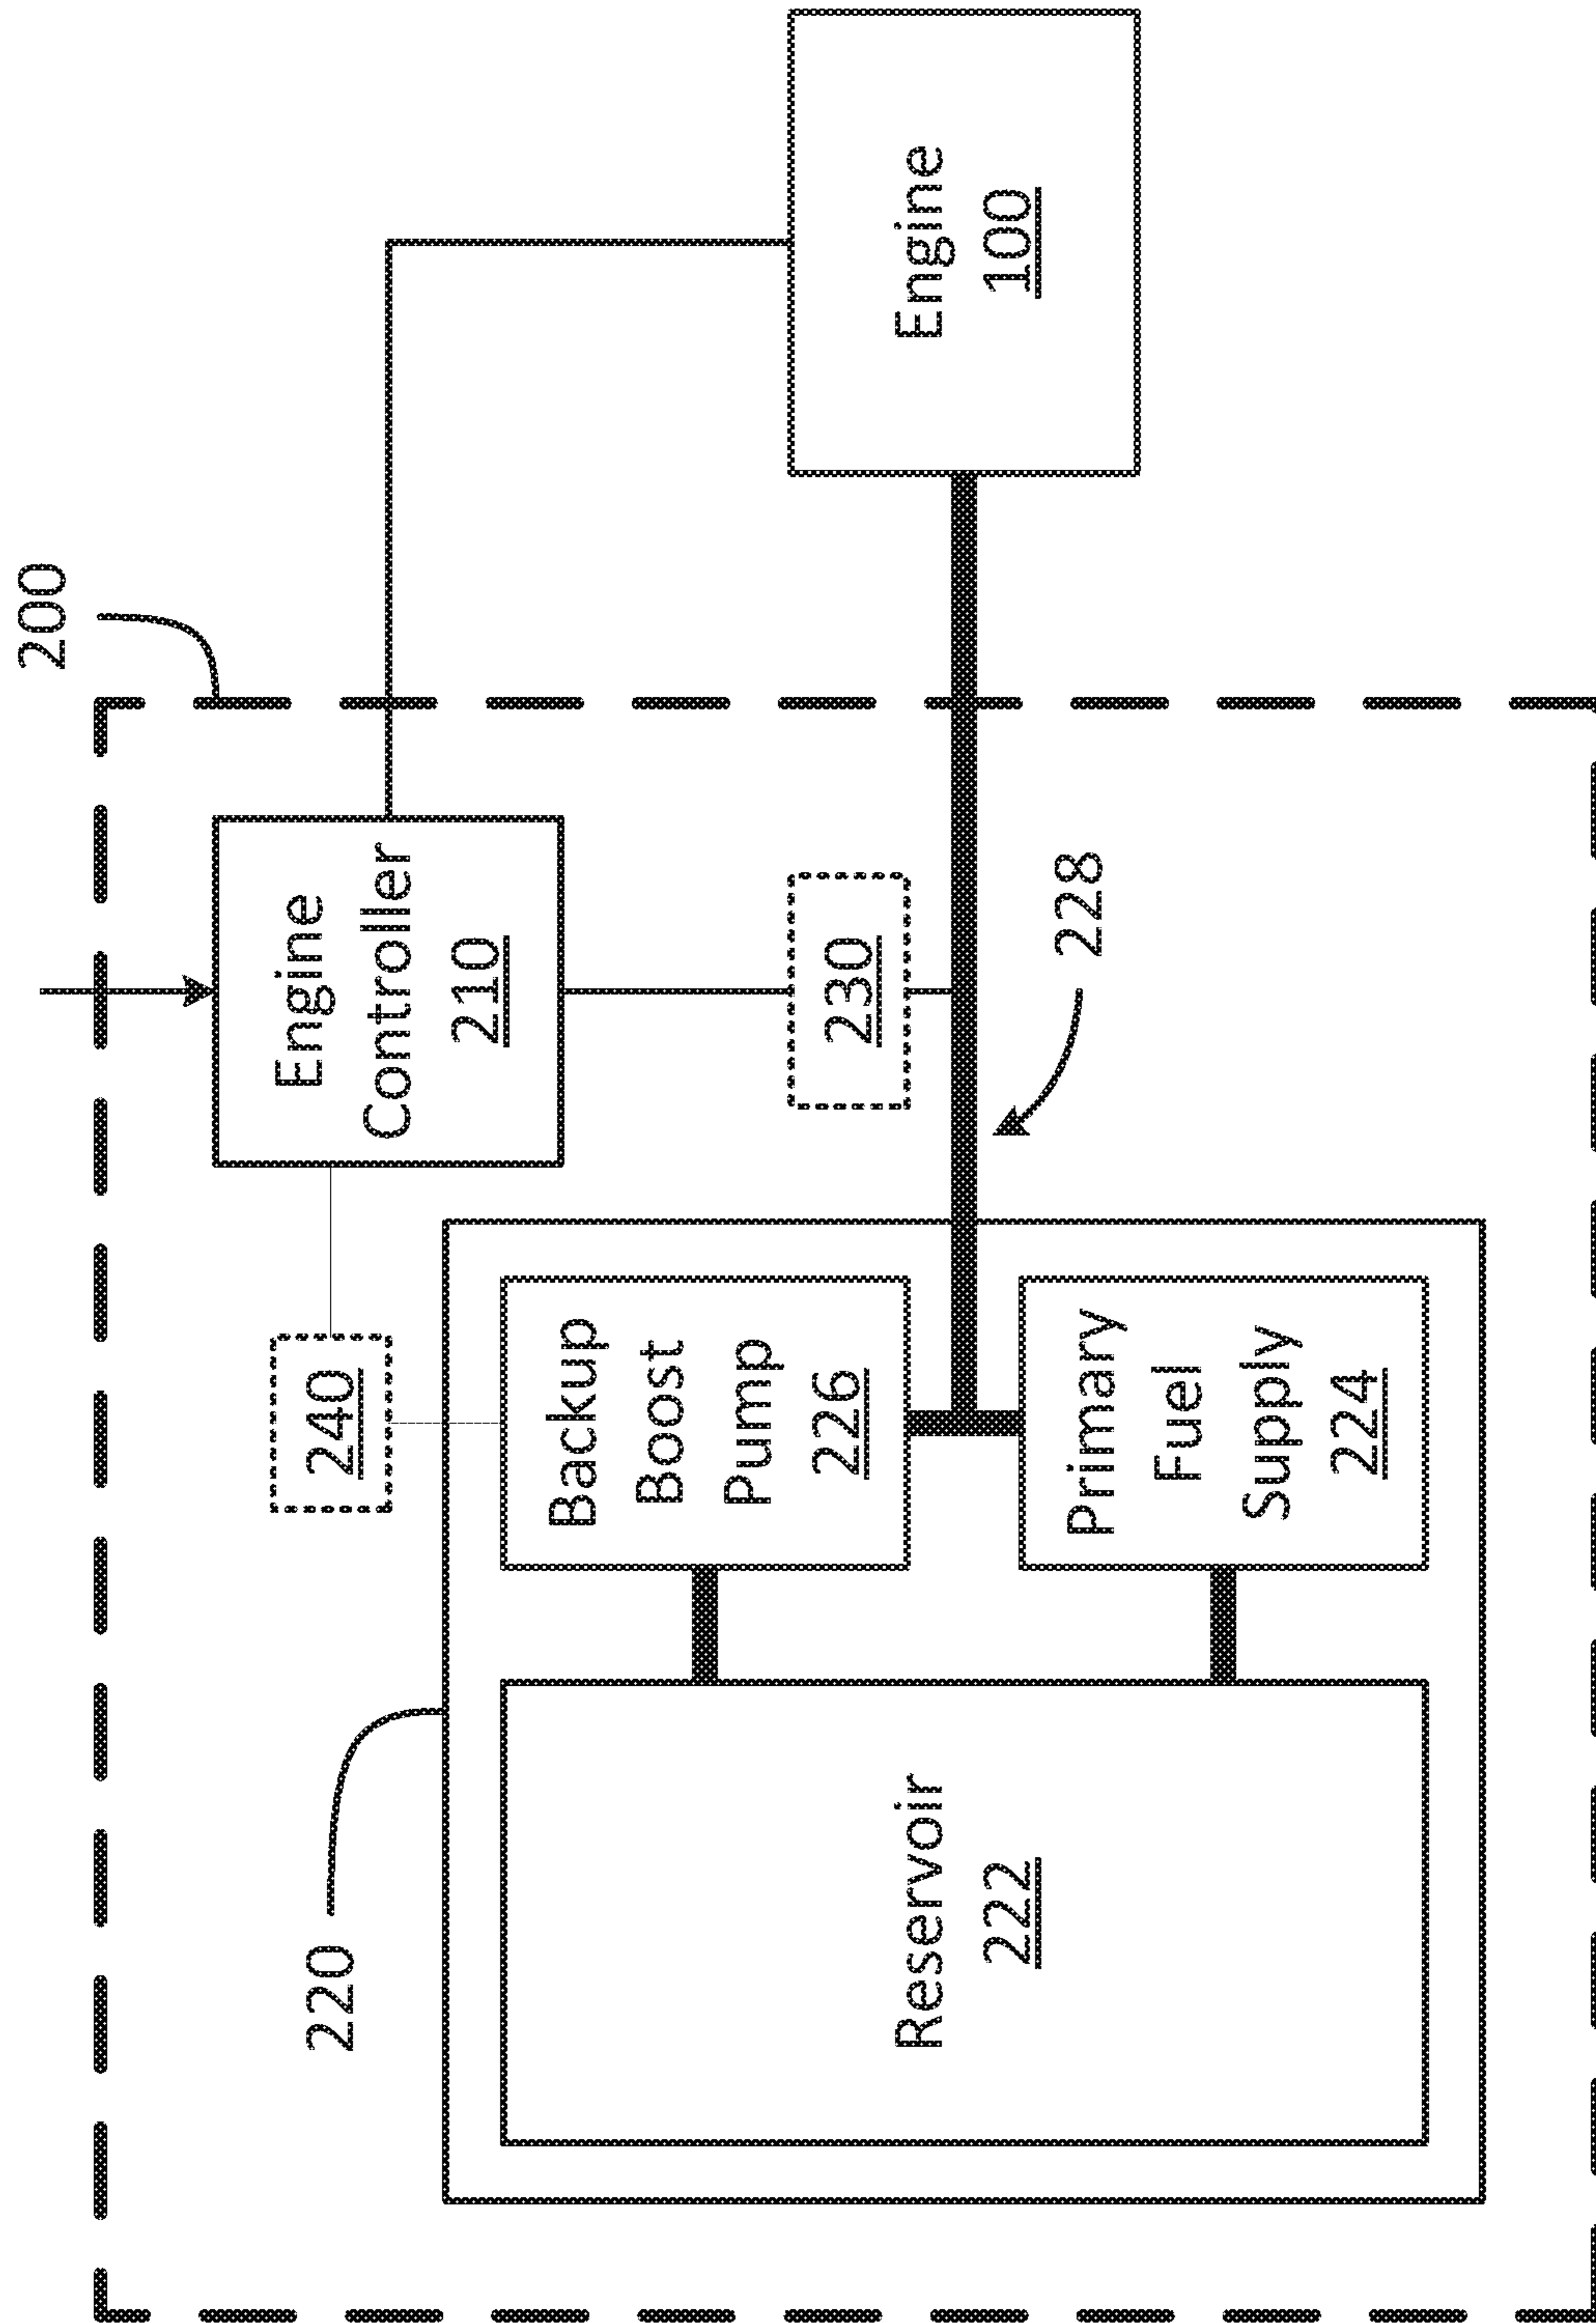 200
Engine
Controller
210
240
220
230
Backup
Boost
Pump
226
Reservoir
222
Engine
100
228
Primary
Fuel
Supply
224